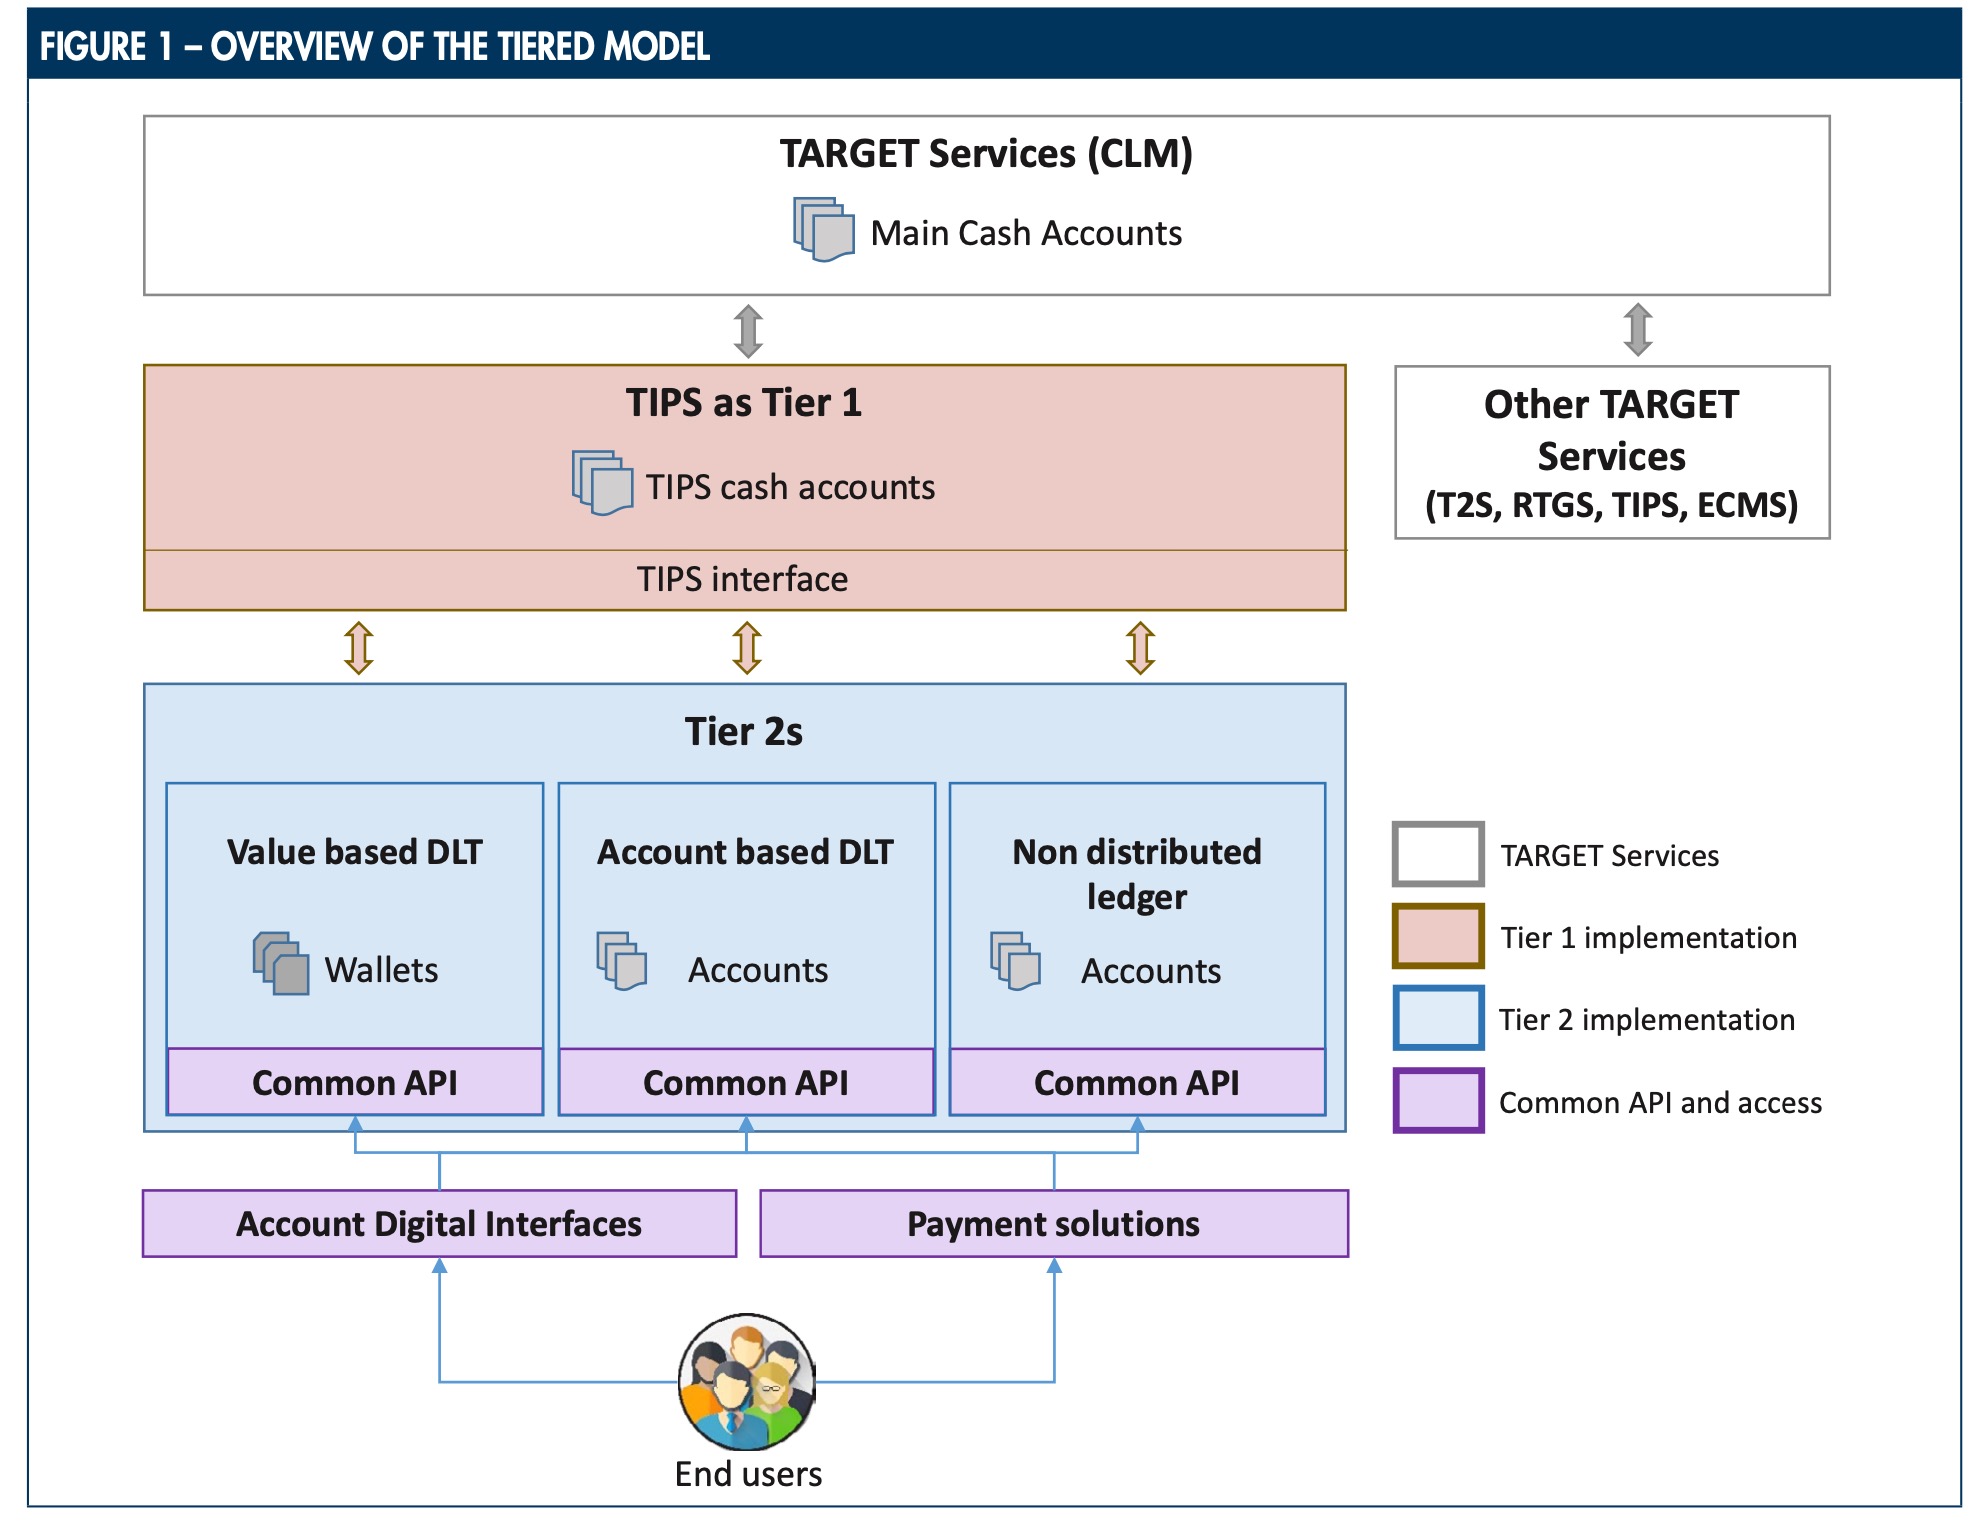 FIGURE 1 – OVERVIEW OF THE TIERED MODEL
TARGET Services (CLM)
Main Cash Accounts
TIPS as Tier 1
TIPS cash accounts
TIPS interface
Other TARGET
Services
(T2S, RTGS, TIPS, ECMS)
Tier 2s
Value based DLT
Wallets
Common API
Account based DLT
Accounts
Common API
Non distributed
ledger
Accounts
Common API
TARGET Services
Tier 1 implementation
Tier 2 implementation
Common API and access
Account Digital Interfaces
Payment solutions
End users